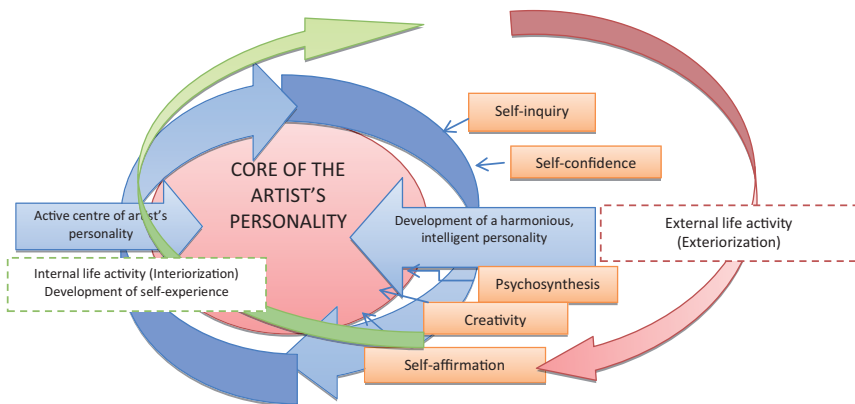 Self-inquiry
Self-confidence
CORE OF THE
ARTIST’S
PERSONALITY
Active centre of artist’s
personality
Development of a harmonious,
intelligent personality
External life activity
(Exteriorization)
Internal life activity (Interiorization)
Development of self-experience
Psychosynthesis
Creativity
Self-affirmation